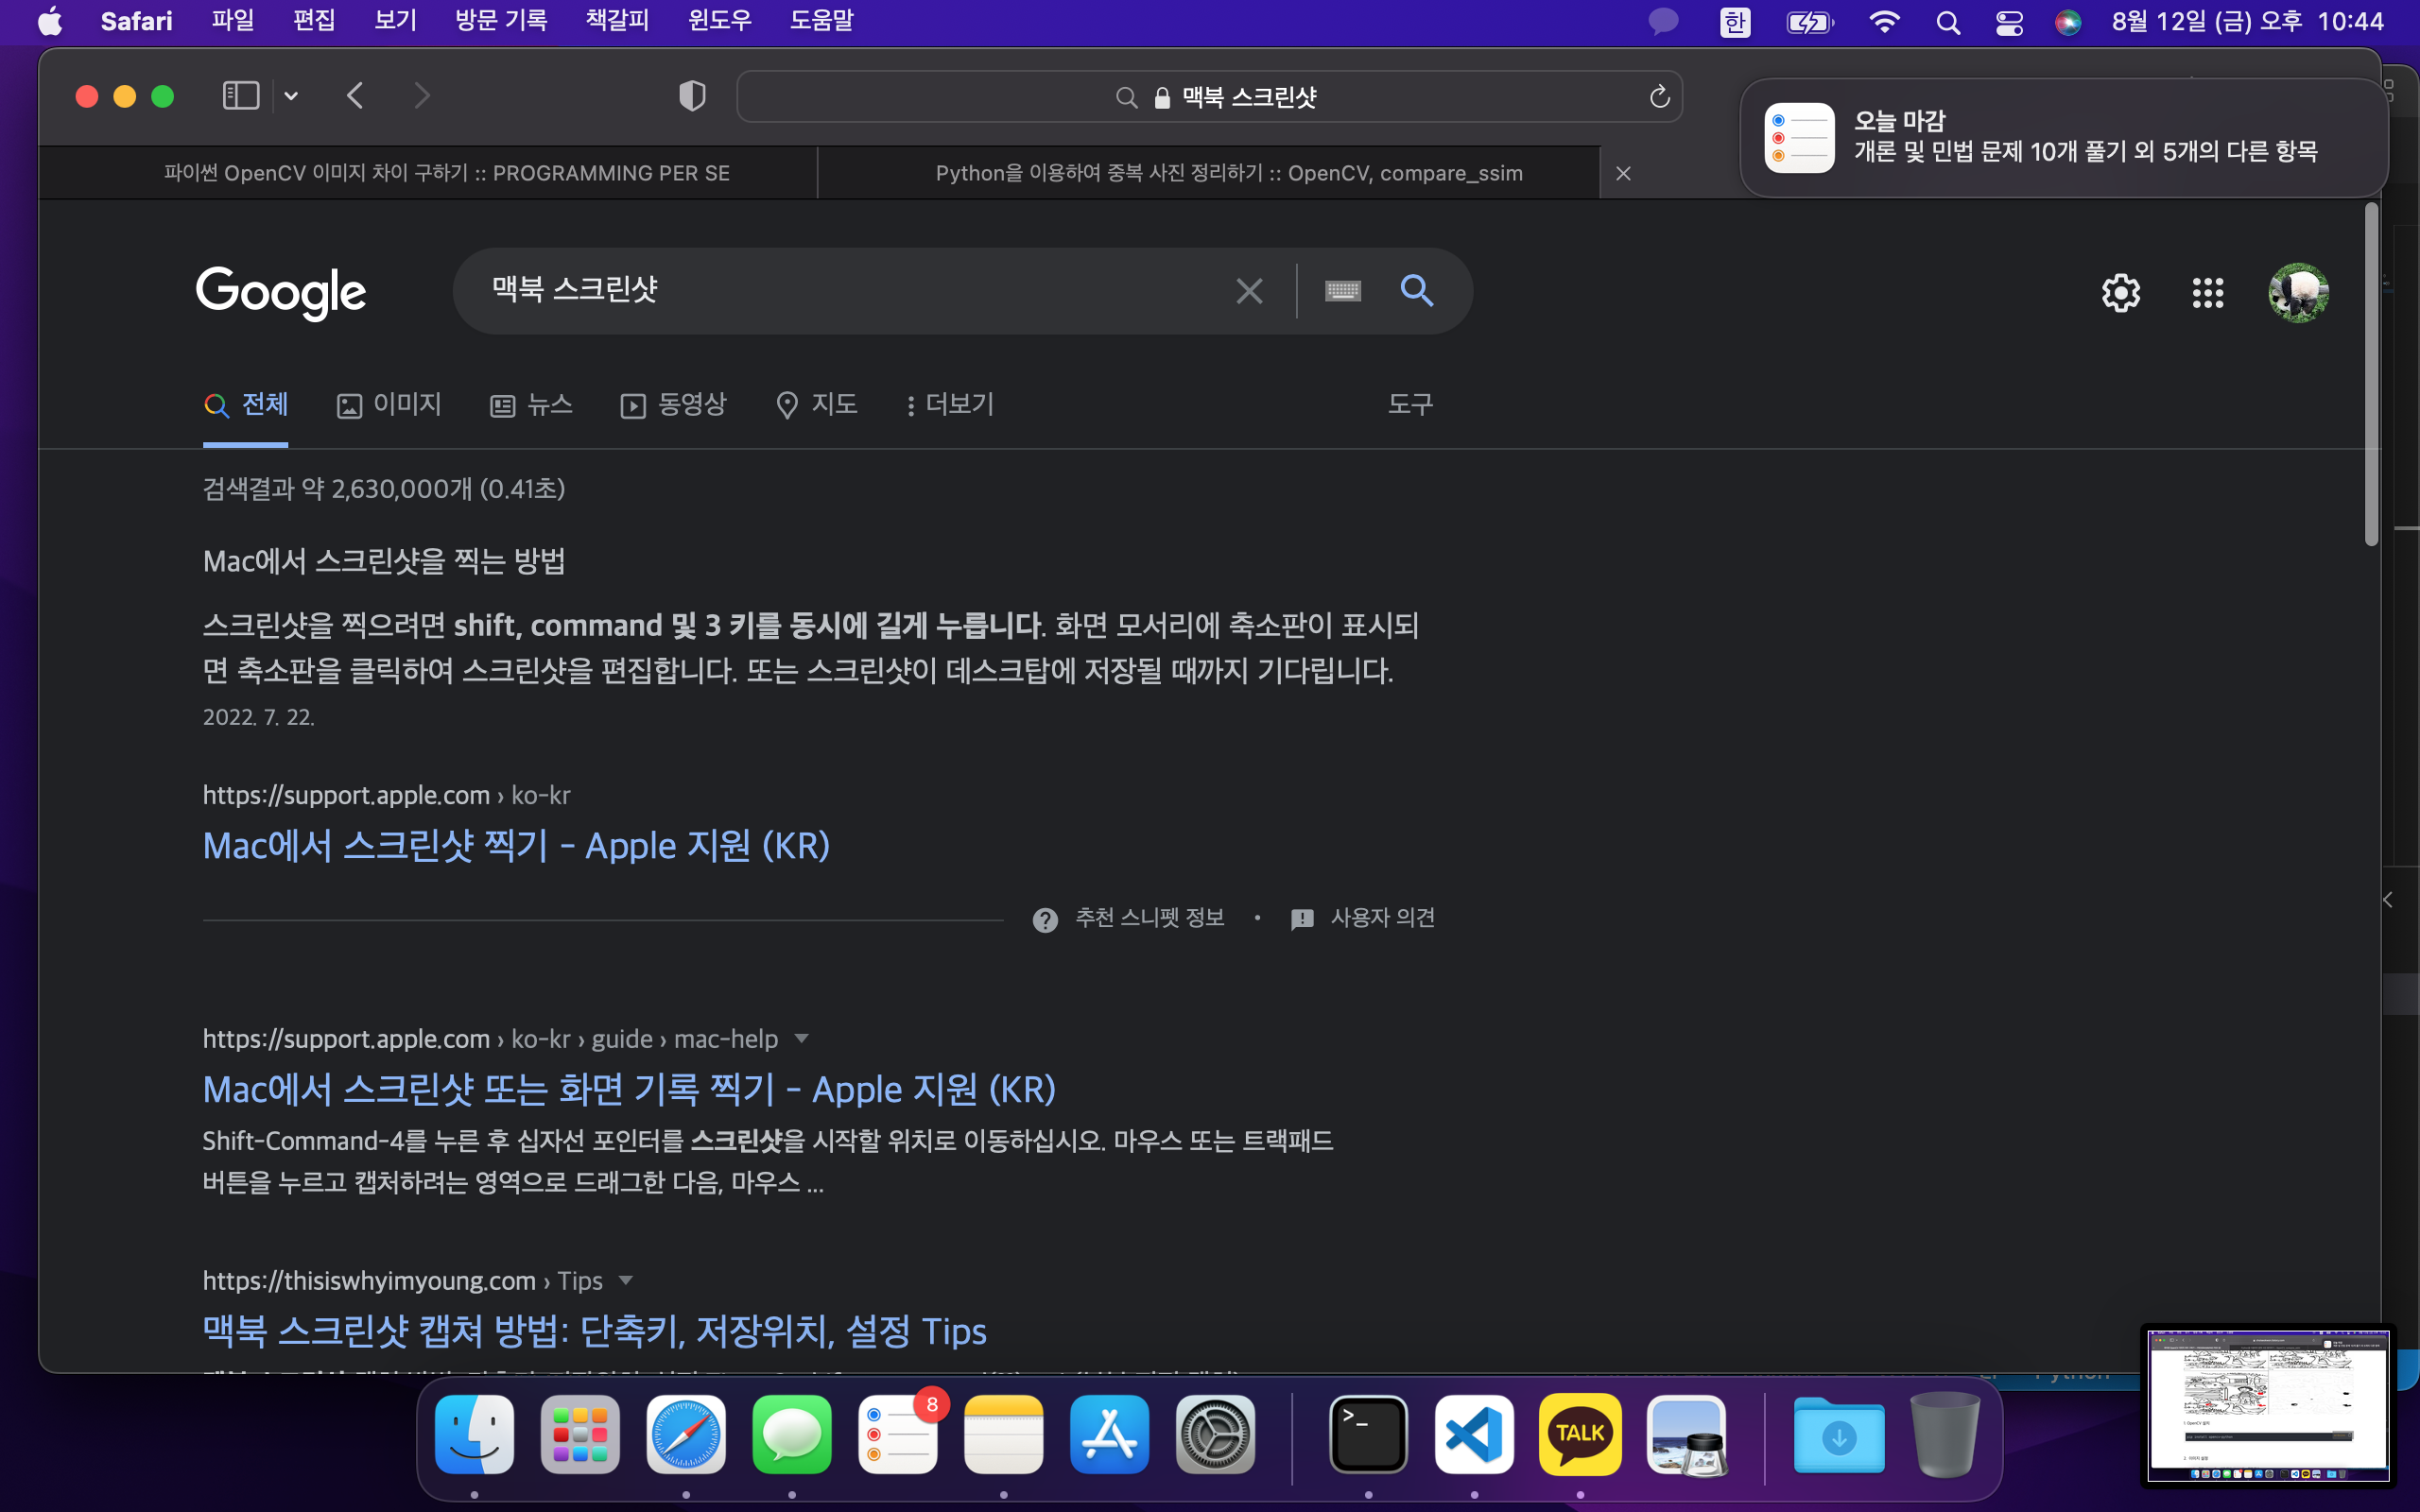 Safari 파일 편집 보기 방문 기록 책갈피 윈도우 도움말 한 8월 12일 (금) 오후 10:44
맥북 스크린샷
오늘 마감
개론 및 민법 문제 10개 풀기 외 5개의 다른 항목
파이썬 OpenCV 이미지 차이 구하기 :: PROGRAMMING PER SE
Python을 이용하여 중복 사진 정리하기 :: OpenCV, compare_ssim
Google
맥북 스크린샷
전체 이미지 뉴스 동영상 지도 더보기 도구
검색결과 약 2,630,000개 (0.41초)
Mac에서 스크린샷을 찍는 방법
스크린샷을 찍으려면 shift, command 및 3 키를 동시에 길게 누릅니다. 화면 모서리에 축소판이 표시되
면 축소판을 클릭하여 스크린샷을 편집합니다. 또는 스크린샷이 데스크탑에 저장될 때까지 기다립니다.
2022. 7. 22.
https://support.apple.com › ko-kr
Mac에서 스크린샷 찍기 - Apple 지원 (KR)
추천 스니펫 정보 • 사용자 의견
https://support.apple.com › ko-kr › guide › mac-help
Mac에서 스크린샷 또는 화면 기록 찍기 - Apple 지원 (KR)
Shift-Command-4를 누른 후 십자선 포인터를 스크린샷을 시작할 위치로 이동하십시오. 마우스 또는 트랙패드
버튼을 누르고 캡처하려는 영역으로 드래그한 다음, 마우스 ...
https://thisiswhyimyoung.com › Tips
맥북 스크린샷 캡쳐 방법: 단축키, 저장위치, 설정 Tips
8
>_
TALK